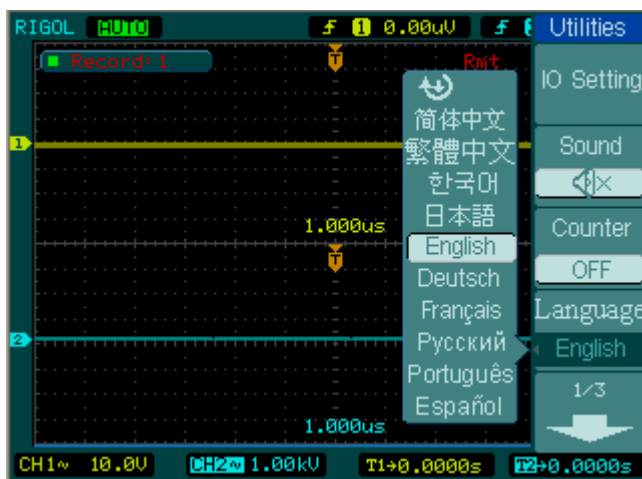 RIGOL AUTO 1 0.00uV
Utilities
Record: 1
Rmt
IO Setting
简体中文
繁體中文
한국어
日本語
English
Deutsch
Français
Русский
Português
Español
Sound
Counter
OFF
Language
English
1/3
1
T
1.000us
T
2
1.000us
CH1~ 10.0V CH2~ 1.00kV T1→0.0000s T2→0.0000s